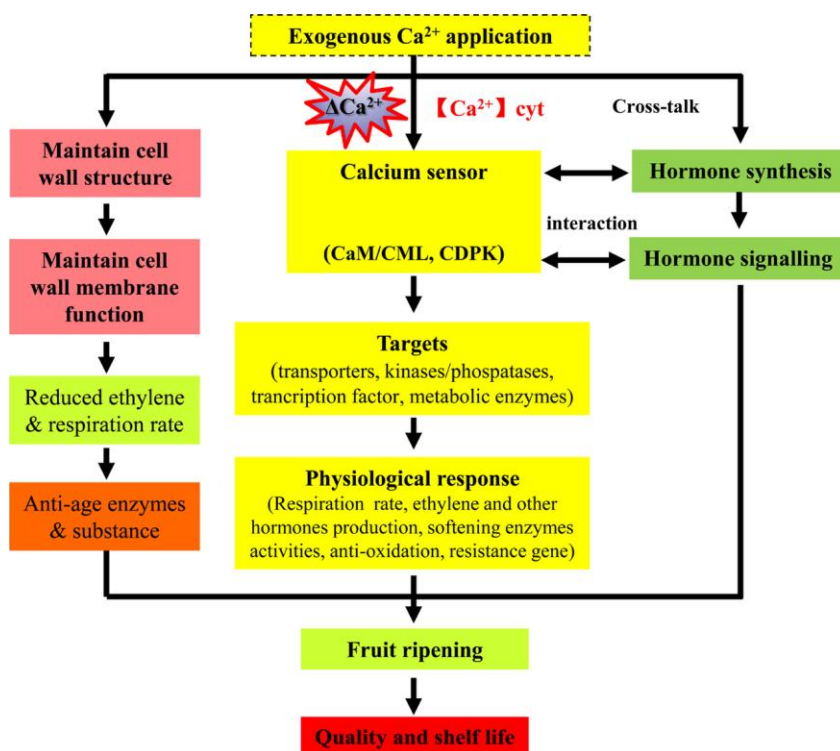 Exogenous Ca²⁺ application
ΔCa²⁺
【Ca²⁺】cyt
Cross-talk
Maintain cell
wall structure
Calcium sensor
(CaM/CML, CDPK)
Hormone synthesis
interaction
Hormone signalling
Maintain cell
wall membrane
function
Targets
(transporters, kinases/phospatases,
trancription factor, metabolic enzymes)
Reduced ethylene
& respiration rate
Physiological response
(Respiration rate, ethylene and other
hormones production, softening enzymes
activities, anti-oxidation, resistance gene)
Anti-age enzymes
& substance
Fruit ripening
Quality and shelf life